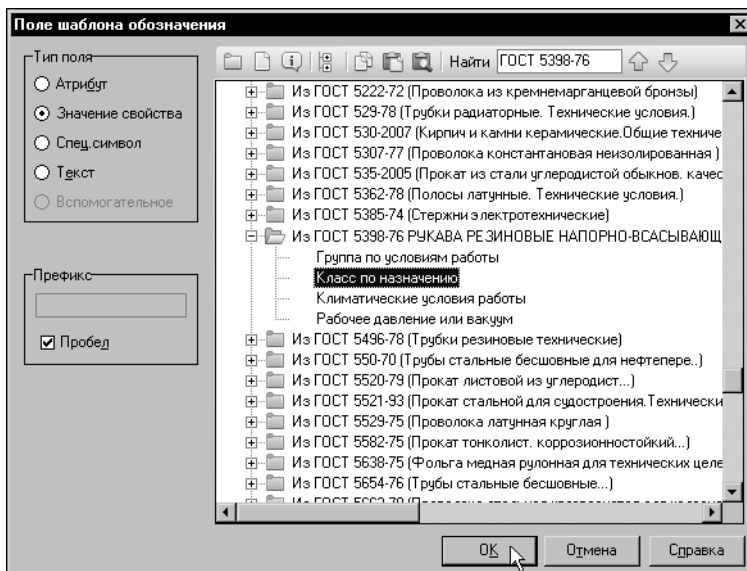 Поле шаблона обозначения
Тип поля
Атрибут
Значение свойства
Спец.символ
Текст
Вспомогательное
Префикс
Пробел
Найти ГОСТ 5398-76
Из ГОСТ 5222-72 (Проволока из кремнемарганцевой бронзы)
Из ГОСТ 529-78 (Трубки радиаторные. Технические условия.)
Из ГОСТ 530-2007 (Кирпич и камни керамические.Общие техниче
Из ГОСТ 5307-77 (Проволока константановая неизолированная )
Из ГОСТ 535-2005 (Прокат из стали углеродистой обыкнов. качес
Из ГОСТ 5362-78 (Полосы латунные. Технические условия.)
Из ГОСТ 5385-74 (Стержни электротехнические)
Из ГОСТ 5398-76 РУКАВА РЕЗИНОВЫЕ НАПОРНО-ВСАСЫВАЮЩ
Группа по условиям работы
Класс по назначению
Климатические условия работы
Рабочее давление или вакуум
Из ГОСТ 5496-78 (Трубки резиновые технические)
Из ГОСТ 550-70 (Трубы стальные бесшовные для нефтепере..)
Из ГОСТ 5520-79 (Прокат листовой из углеродист...)
Из ГОСТ 5521-93 (Прокат стальной для судостроения.Технически
Из ГОСТ 5529-75 (Проволока латунная круглая )
Из ГОСТ 5582-75 (Прокат тонколист. коррозионностойкий...)
Из ГОСТ 5638-75 (Фольга медная рулонная для технических целе
Из ГОСТ 5654-76 (Трубы стальные бесшовные...)
OK
Отмена
Справка